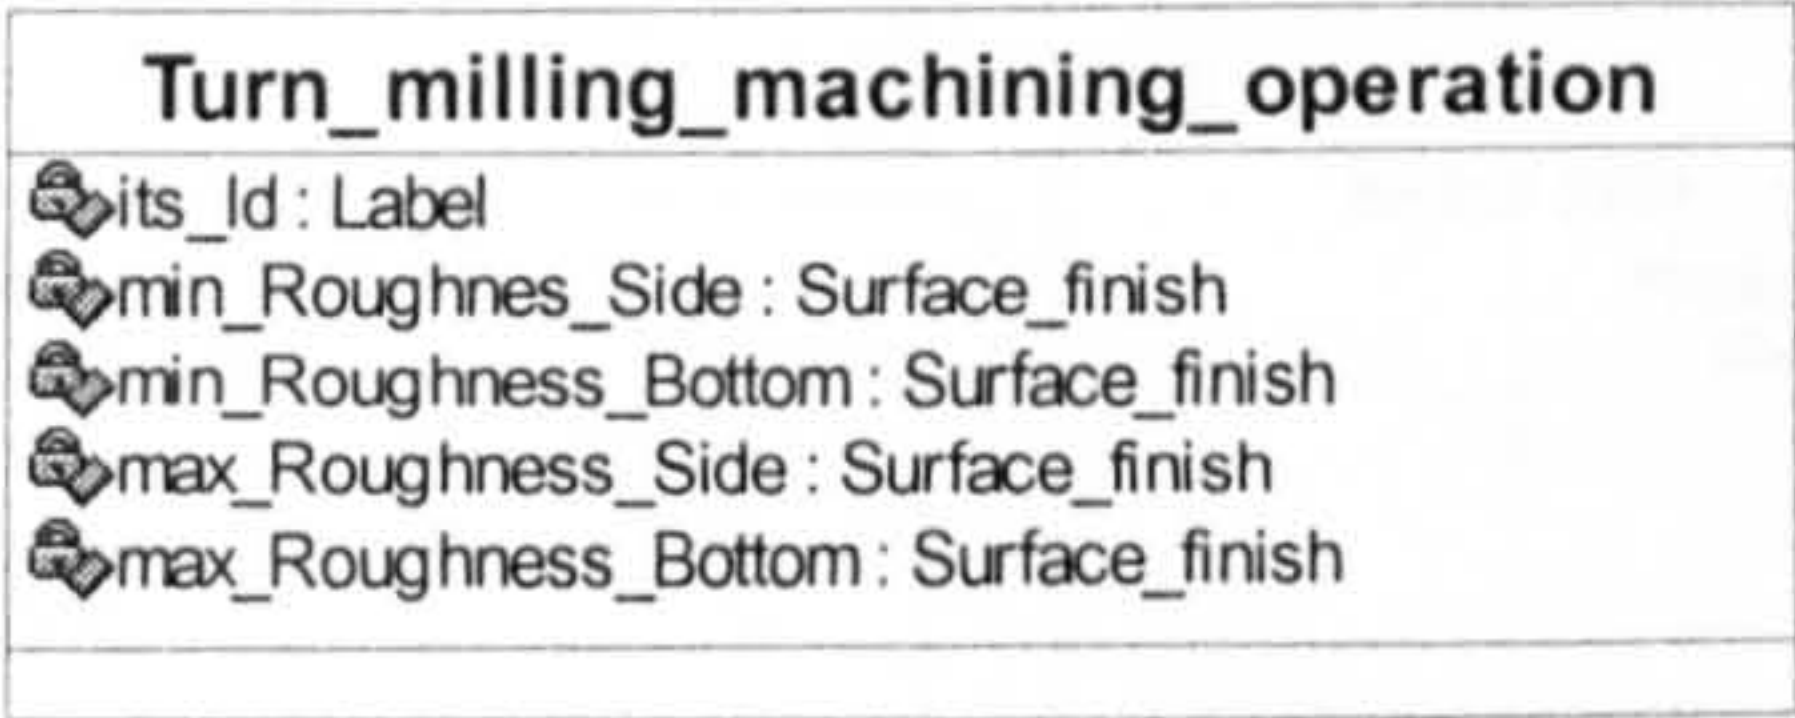 Turn_milling_machining_operation
its_Id : Label
min_Roughnes_Side : Surface_finish
min_Roughness_Bottom : Surface_finish
max_Roughness_Side : Surface_finish
max_Roughness_Bottom : Surface_finish